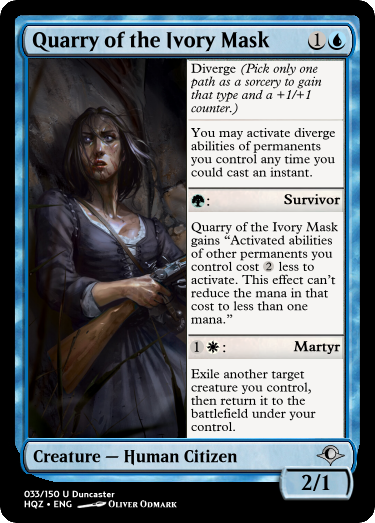 Quarry of the Ivory Mask 1
Diverge (Pick only one
path as a sorcery to gain
that type and a +1/+1
counter.)
You may activate diverge
abilities of permanents
you control any time you
could cast an instant.
: Survivor
Quarry of the Ivory Mask
gains “Activated abilities
of other permanents you
control cost 2 less to
activate. This effect can’t
reduce the mana in that
cost to less than one
mana.”
1 : Martyr
Exile another target
creature you control,
then return it to the
battlefield under your
control.
Creature — Human Citizen
2/1
033/150 U Duncaster
HQZ • ENG Oliver Odmark